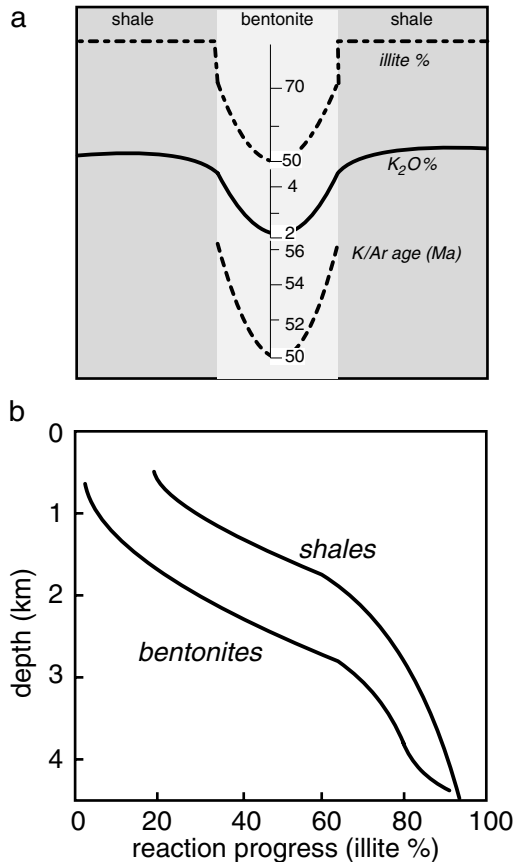 a
shale bentonite shale
illite %
70
50
K₂O%
4
2
K/Ar age (Ma)
56
54
52
50
b
0
1
2
3
4
depth (km)
shales
bentonites
0 20 40 60 80 100
reaction progress (illite %)